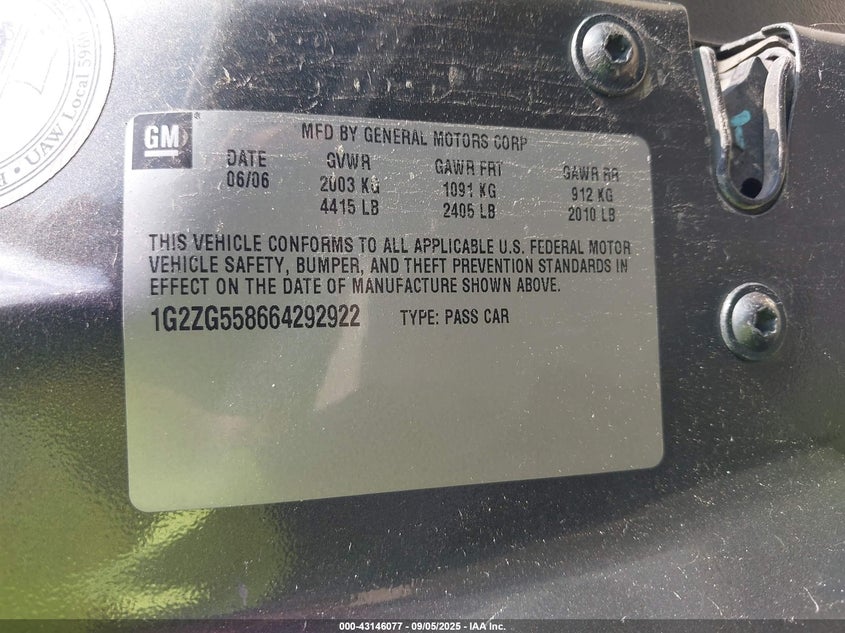 UAW Local 5960
GM
MFD BY GENERAL MOTORS CORP
DATE GVWR GAWR FRT GAWR RR
06/06 2003 KG 1091 KG 912 KG
4415 LB 2405 LB 2010 LB
THIS VEHICLE CONFORMS TO ALL APPLICABLE U.S. FEDERAL MOTOR
VEHICLE SAFETY, BUMPER, AND THEFT PREVENTION STANDARDS IN
EFFECT ON THE DATE OF MANUFACTURE SHOWN ABOVE.
1G2ZG558664292922 TYPE: PASS CAR
000-43146077 - 09/05/2025 - IAA Inc.